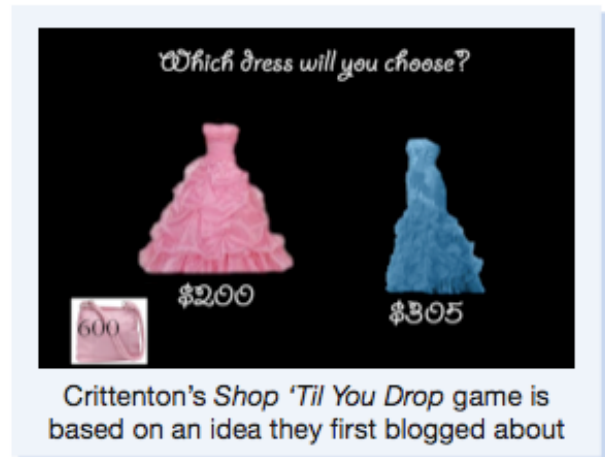 Which dress will you choose?
$200
$305
600
Crittenton's Shop 'Til You Drop game is
based on an idea they first blogged about